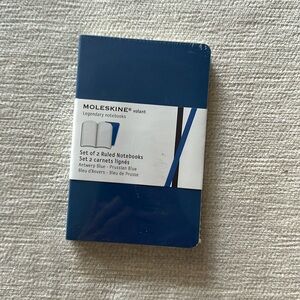 MOLESKINE® volant
Legendary notebooks
Set of 2 Ruled Notebooks
Set 2 carnets lignés
Antwerp Blue - Prussian Blue
Bleu d'Anvers - Bleu de Prusse